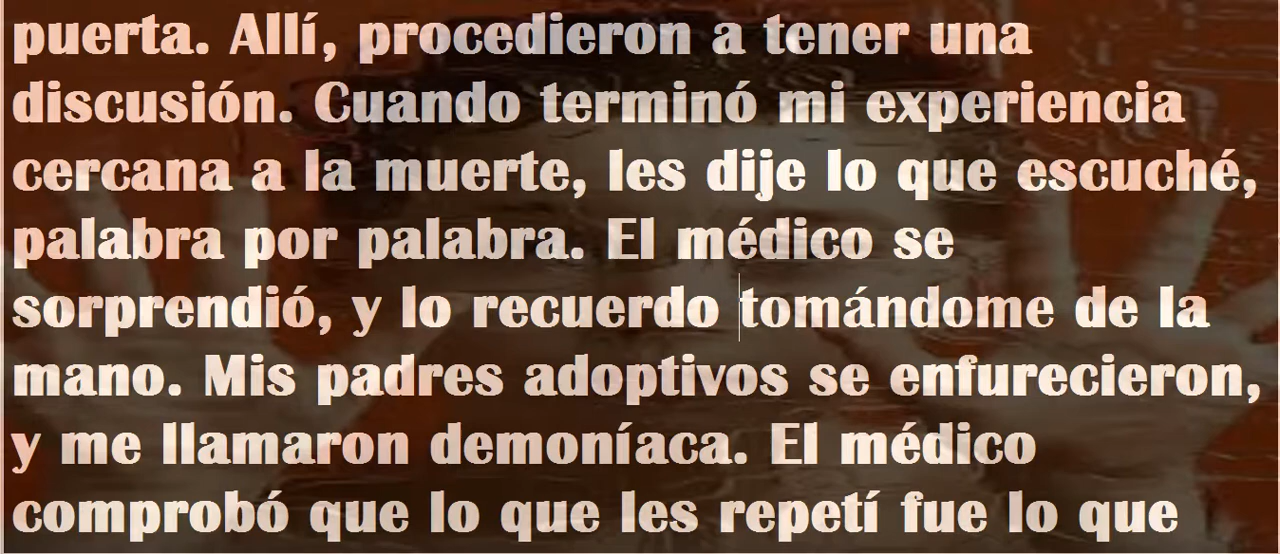 puerta. Allí, procedieron a tener una
discusión. Cuando terminó mi experiencia
cercana a la muerte, les dije lo que escuché,
palabra por palabra. El médico se
sorprendió, y lo recuerdo tomándome de la
mano. Mis padres adoptivos se enfurecieron,
y me llamaron demoníaca. El médico
comprobó que lo que les repetí fue lo que